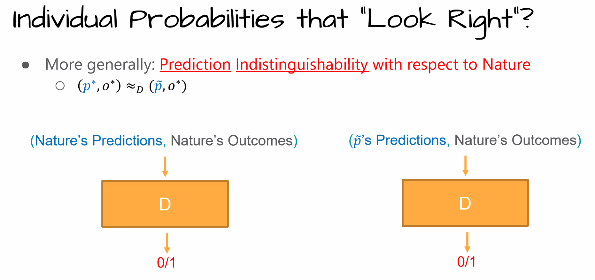 Individual Probabilities that "Look Right"?
● More generally: Prediction Indistinguishability with respect to Nature
○ (p*, o*) ≈_D (p̃, o*)
(Nature's Predictions, Nature's Outcomes) (p̃'s Predictions, Nature's Outcomes)
D D
0/1 0/1